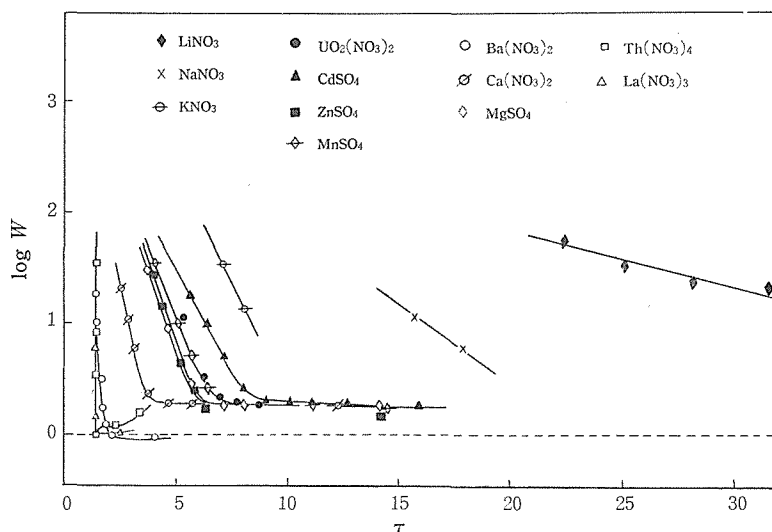 LiNO₃ UO₂(NO₃)₂ Ba(NO₃)₂ Th(NO₃)₄
NaNO₃ CdSO₄ Ca(NO₃)₂ La(NO₃)₃
KNO₃ ZnSO₄ MgSO₄
MnSO₄
3
2
1
0
log W
0 5 10 15 20 25 30
τ